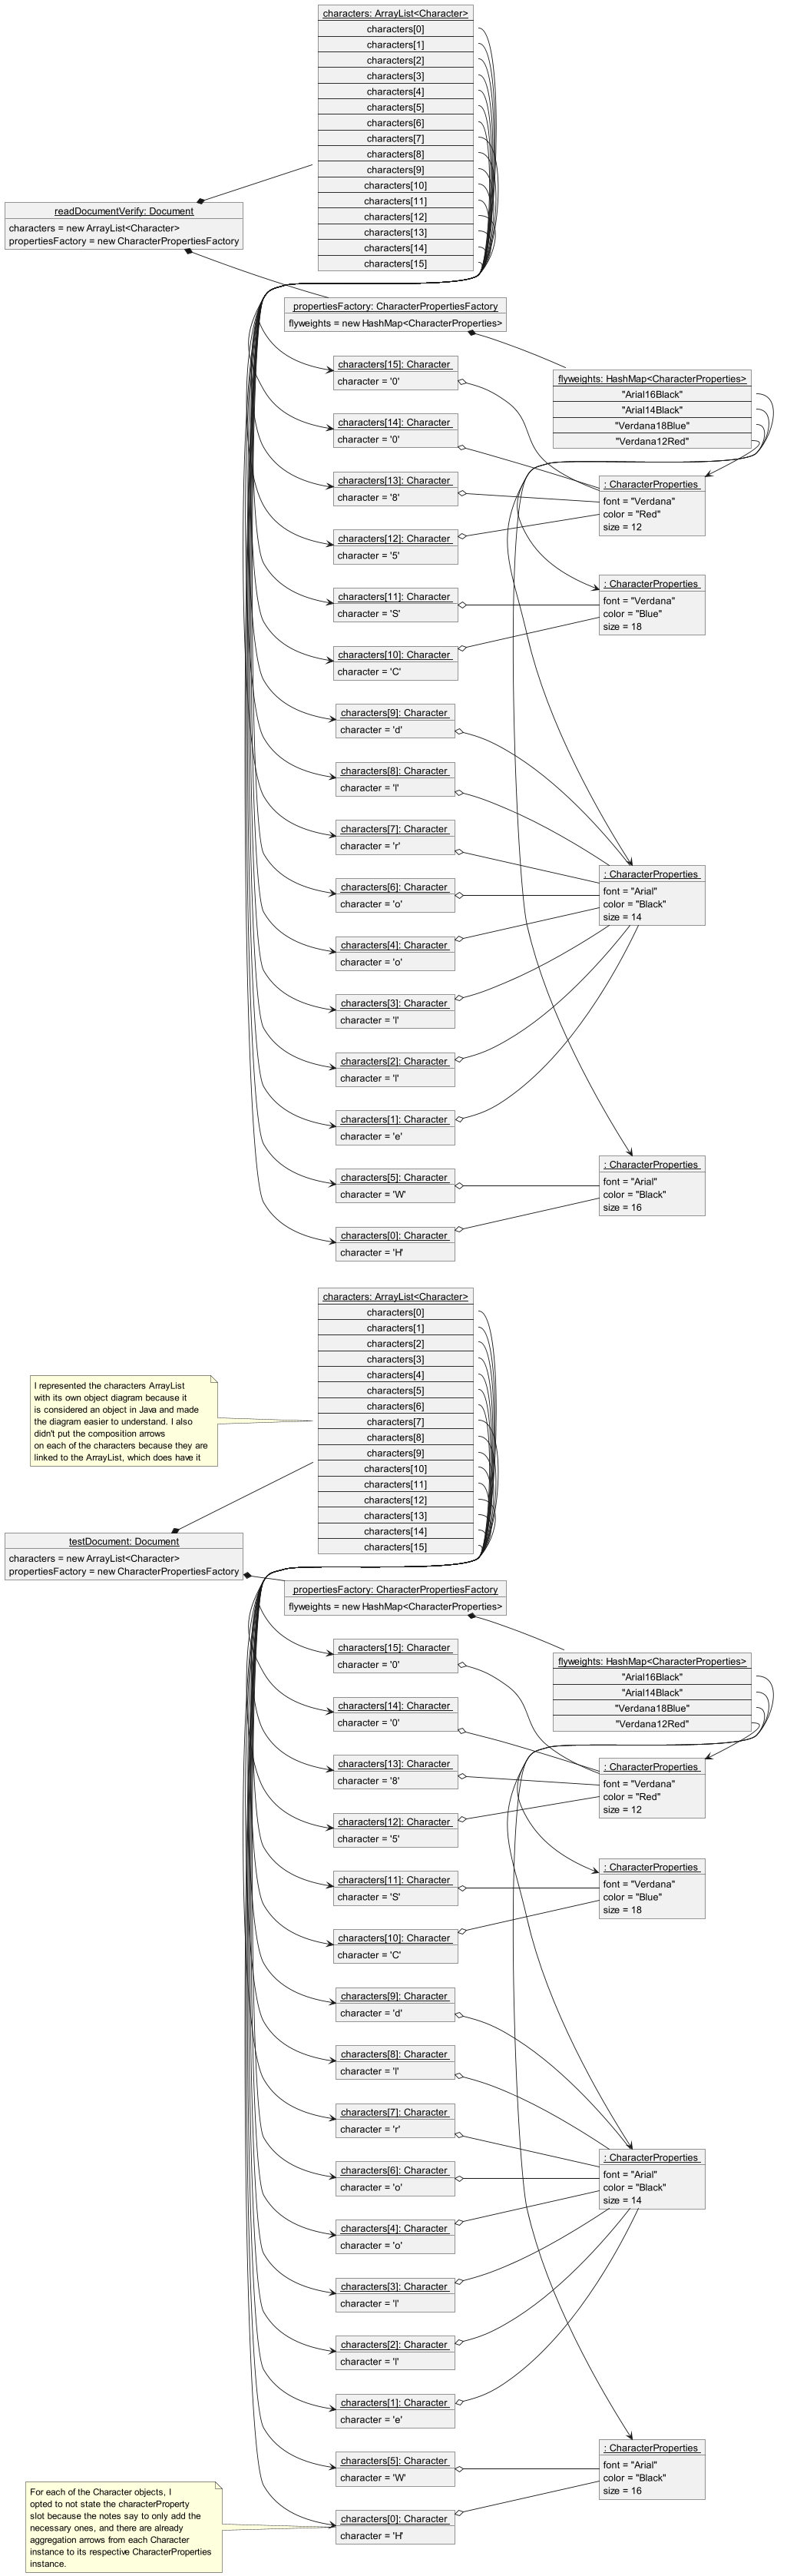 characters: ArrayList<Character>
characters[0]
characters[1]
characters[2]
characters[3]
characters[4]
characters[5]
characters[6]
characters[7]
characters[8]
characters[9]
characters[10]
characters[11]
characters[12]
characters[13]
characters[14]
characters[15]
readDocumentVerify: Document
characters = new ArrayList<Character>
propertiesFactory = new CharacterPropertiesFactory
propertiesFactory: CharacterPropertiesFactory
flyweights = new HashMap<CharacterProperties>
flyweights: HashMap<CharacterProperties>
"Arial16Black"
"Arial14Black"
"Verdana18Blue"
"Verdana12Red"
characters[15]: Character
character = '0'
characters[14]: Character
character = '0'
characters[13]: Character
character = '8'
characters[12]: Character
character = '5'
: CharacterProperties
font = "Verdana"
color = "Red"
size = 12
characters[11]: Character
character = 'S'
characters[10]: Character
character = 'C'
: CharacterProperties
font = "Verdana"
color = "Blue"
size = 18
characters[9]: Character
character = 'd'
characters[8]: Character
character = 'l'
characters[7]: Character
character = 'r'
characters[6]: Character
character = 'o'
characters[4]: Character
character = 'o'
characters[3]: Character
character = 'l'
characters[2]: Character
character = 'l'
characters[1]: Character
character = 'e'
: CharacterProperties
font = "Arial"
color = "Black"
size = 14
characters[5]: Character
character = 'W'
characters[0]: Character
character = 'H'
: CharacterProperties
font = "Arial"
color = "Black"
size = 16
characters: ArrayList<Character>
characters[0]
characters[1]
characters[2]
characters[3]
characters[4]
characters[5]
characters[6]
characters[7]
characters[8]
characters[9]
characters[10]
characters[11]
characters[12]
characters[13]
characters[14]
characters[15]
I represented the characters ArrayList
with its own object diagram because it
is considered an object in Java and made
the diagram easier to understand. I also
didn't put the composition arrows
on each of the characters because they are
linked to the ArrayList, which does have it
testDocument: Document
characters = new ArrayList<Character>
propertiesFactory = new CharacterPropertiesFactory
propertiesFactory: CharacterPropertiesFactory
flyweights = new HashMap<CharacterProperties>
flyweights: HashMap<CharacterProperties>
"Arial16Black"
"Arial14Black"
"Verdana18Blue"
"Verdana12Red"
characters[15]: Character
character = '0'
characters[14]: Character
character = '0'
characters[13]: Character
character = '8'
characters[12]: Character
character = '5'
: CharacterProperties
font = "Verdana"
color = "Red"
size = 12
characters[11]: Character
character = 'S'
characters[10]: Character
character = 'C'
: CharacterProperties
font = "Verdana"
color = "Blue"
size = 18
characters[9]: Character
character = 'd'
characters[8]: Character
character = 'l'
characters[7]: Character
character = 'r'
characters[6]: Character
character = 'o'
characters[4]: Character
character = 'o'
characters[3]: Character
character = 'l'
characters[2]: Character
character = 'l'
characters[1]: Character
character = 'e'
: CharacterProperties
font = "Arial"
color = "Black"
size = 14
characters[5]: Character
character = 'W'
characters[0]: Character
character = 'H'
: CharacterProperties
font = "Arial"
color = "Black"
size = 16
For each of the Character objects, I
opted to not state the characterProperty
slot because the notes say to only add the
necessary ones, and there are already
aggregation arrows from each Character
instance to its respective CharacterProperties
instance.